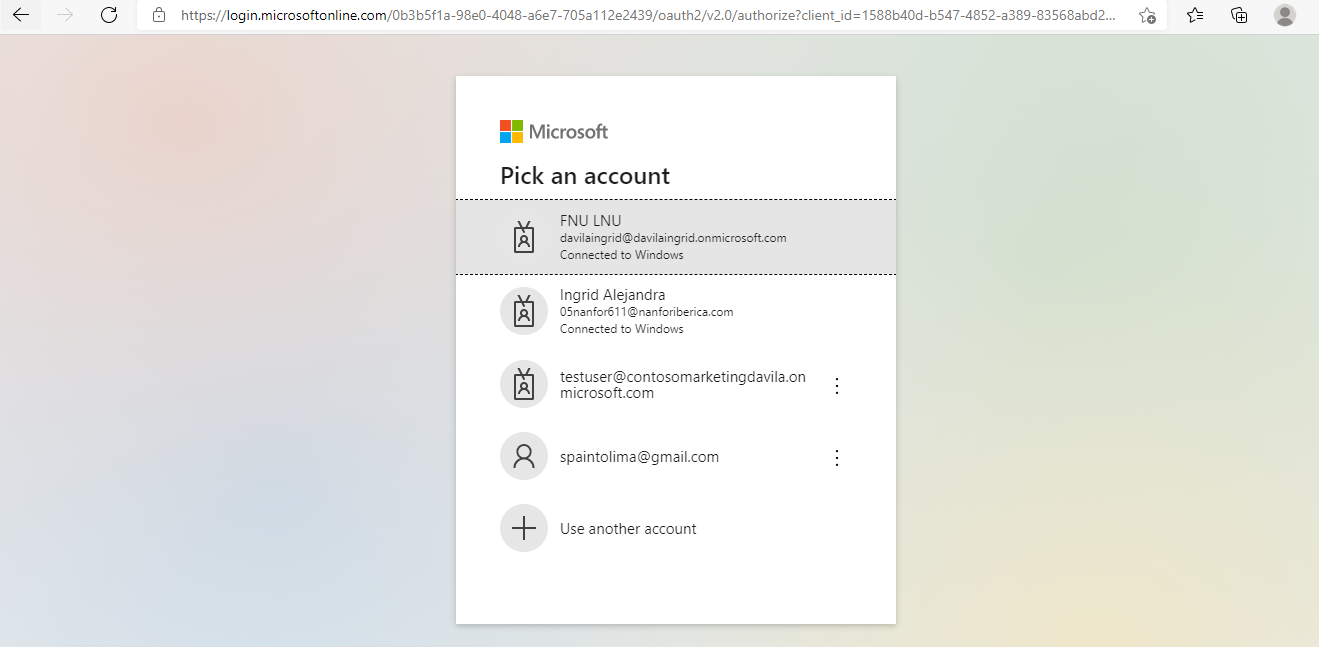 https://login.microsoftonline.com/0b3b5f1a-98e0-4048-a6e7-705a112e2439/oauth2/v2.0/authorize?client_id=1588b40d-b547-4852-a389-83568abd2...
Microsoft
Pick an account
FNU LNU
davilaingrid@davilaingrid.onmicrosoft.com
Connected to Windows
Ingrid Alejandra
05nanfor611@nanforiberica.com
Connected to Windows
testuser@contosomarketingdavila.on
microsoft.com
spaintolima@gmail.com
Use another account